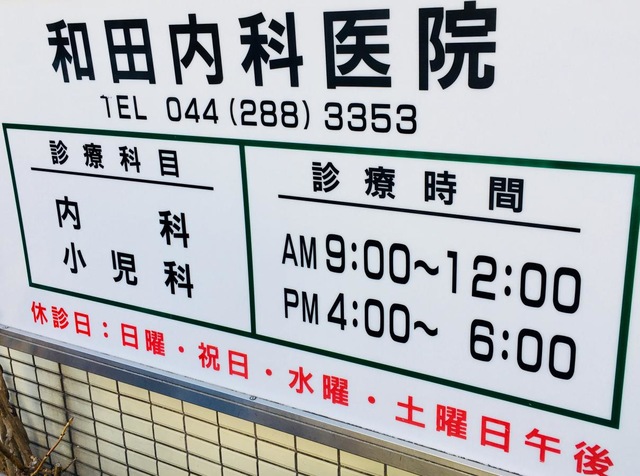 和田内科医院
TEL 044(288)3353
診療科目
内科
小児科
診療時間
AM 9:00~12:00
PM 4:00~ 6:00
休診日:日曜・祝日・水曜・土曜日午後